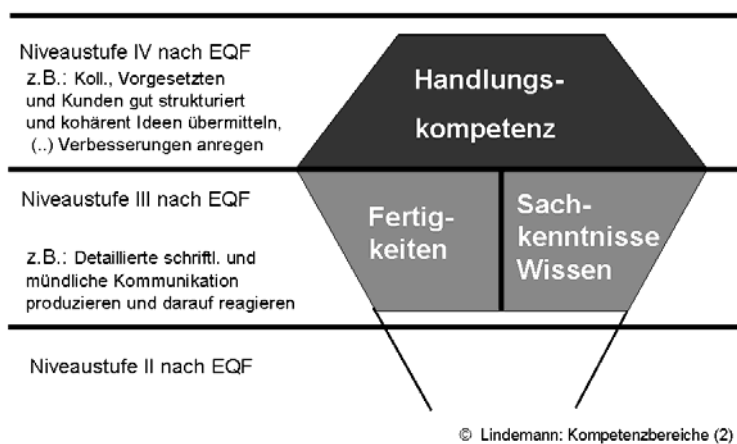 Niveaustufe IV nach EQF
z.B.: Koll., Vorgesetzten
und Kunden gut strukturiert
und kohärent Ideen übermitteln,
(..) Verbesserungen anregen
Handlungs-
kompetenz
Niveaustufe III nach EQF
z.B.: Detaillierte schriftl. und
mündliche Kommunikation
produzieren und darauf reagieren
Fertig-
keiten
Sach-
kenntnisse
Wissen
Niveaustufe II nach EQF
© Lindemann: Kompetenzbereiche (2)